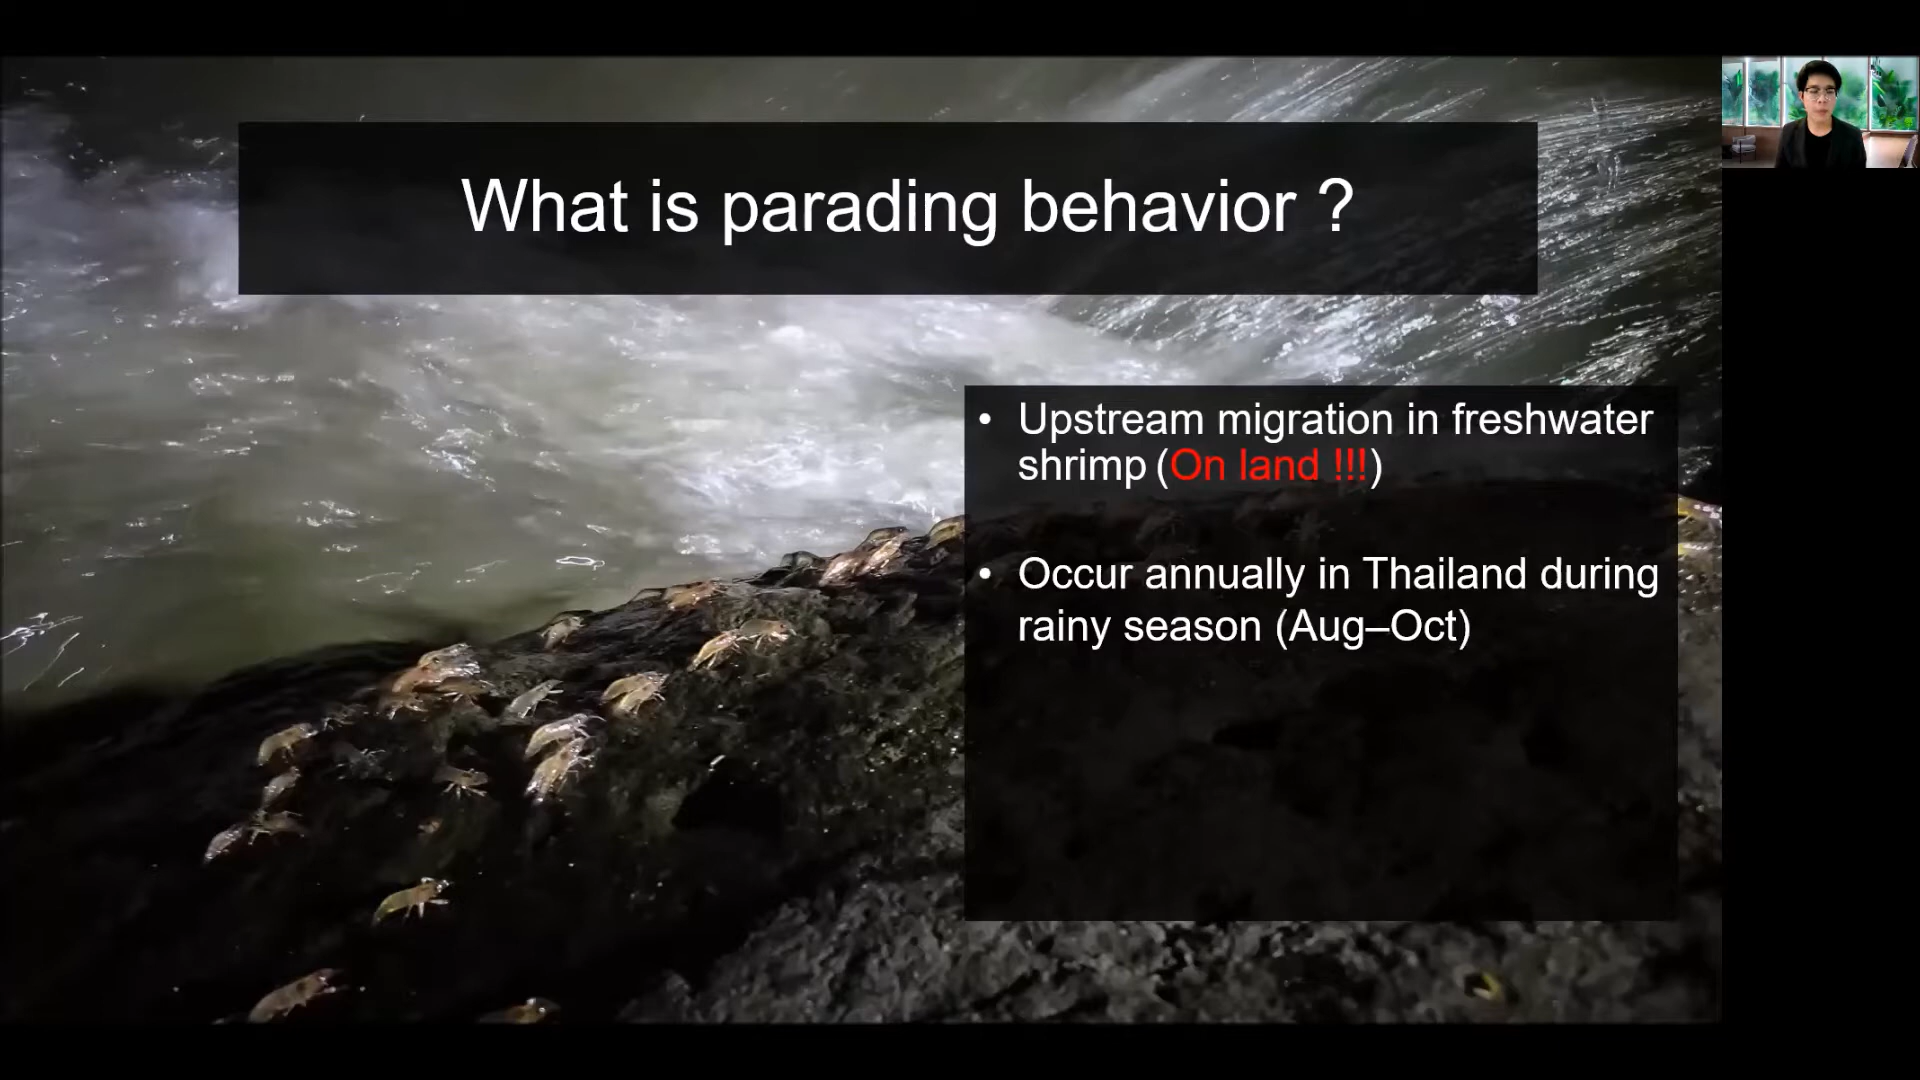 What is parading behavior ?
• Upstream migration in freshwater
shrimp (On land !!!)
• Occur annually in Thailand during
rainy season (Aug–Oct)